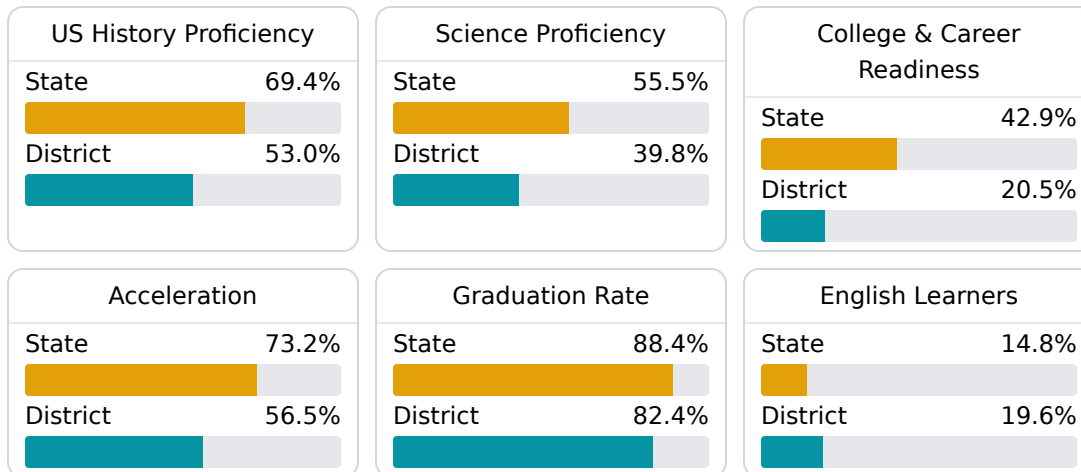 US History Proficiency
State 69.4%
District 53.0%
Science Proficiency
State 55.5%
District 39.8%
College & Career
Readiness
State 42.9%
District 20.5%
Acceleration
State 73.2%
District 56.5%
Graduation Rate
State 88.4%
District 82.4%
English Learners
State 14.8%
District 19.6%